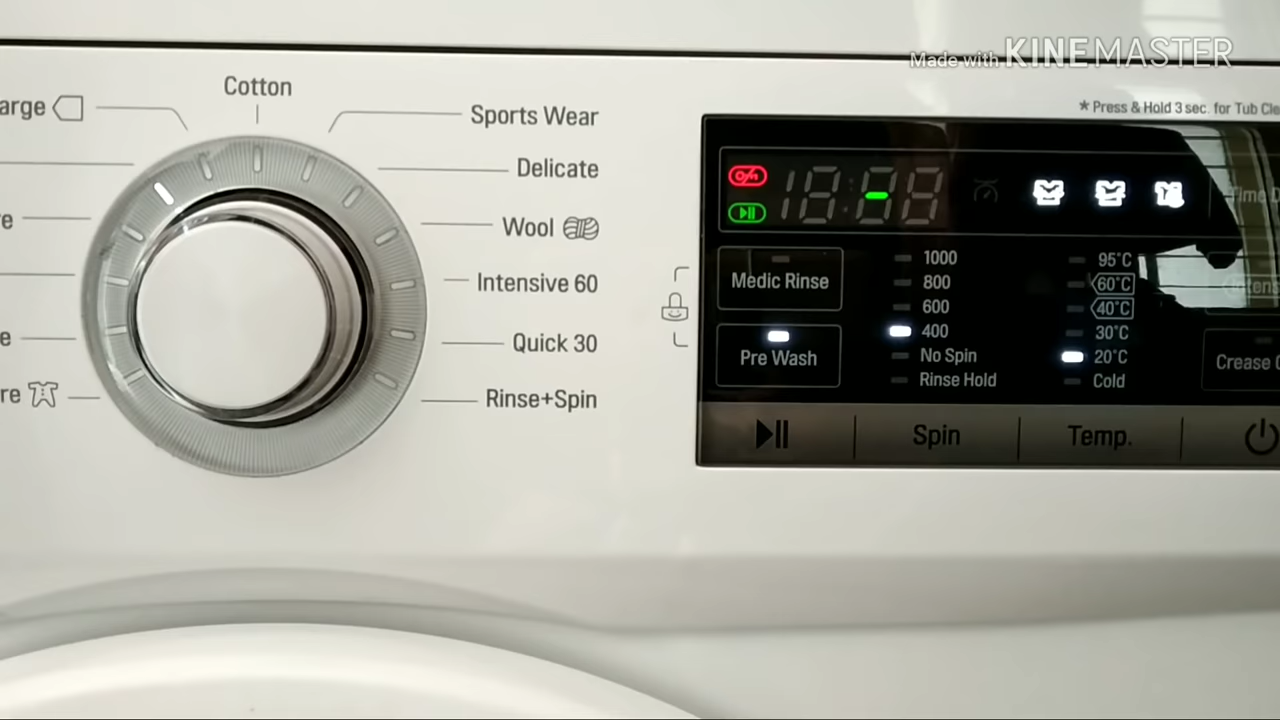 Made with KINEMASTER
Cotton
arge
Sports Wear
* Press & Hold 3 sec. for Tub Cle
Delicate
Time D
e
Wool
Medic Rinse
1000
95°C
800
60°C
Intensive 60
ntens
600
40°C
400
30°C
e
Quick 30
Pre Wash
No Spin
20°C
Crease
Rinse Hold
Cold
re
Rinse+Spin
Spin
Temp.